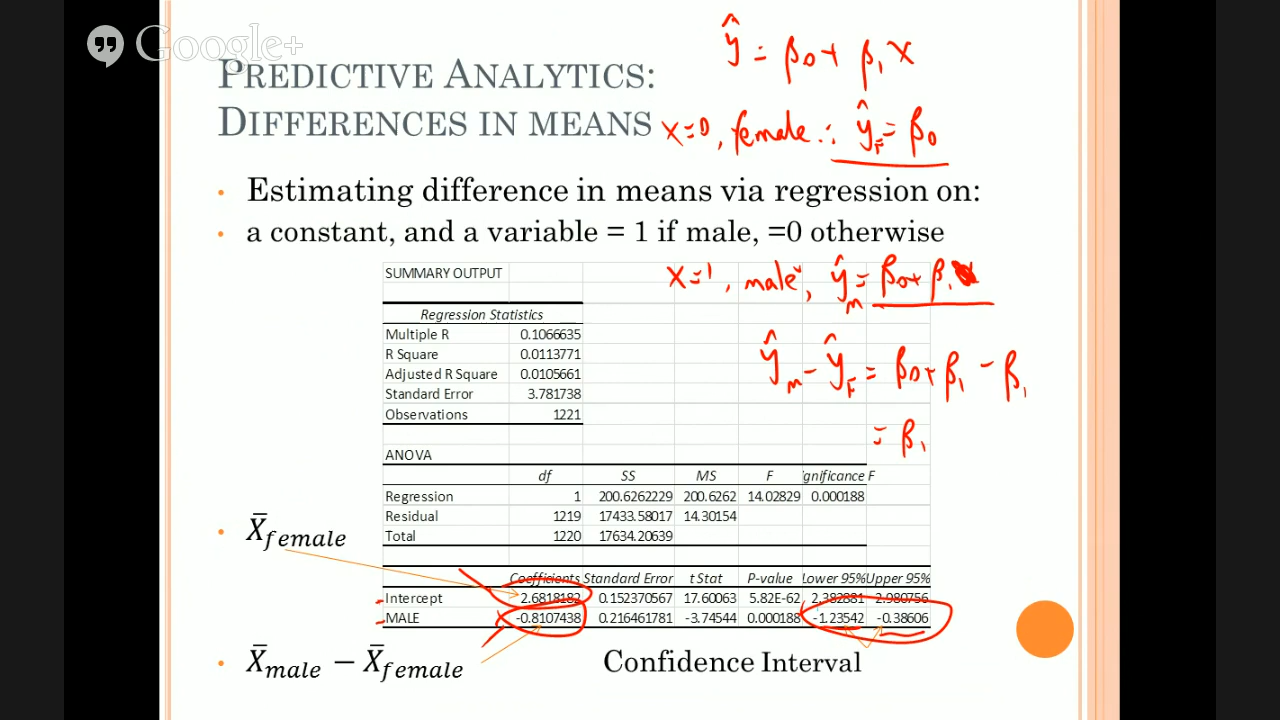 Google+
ŷ = β0 + β1 X
PREDICTIVE ANALYTICS:
DIFFERENCES IN MEANS
X=0, female ∴ ŷF = β0
• Estimating difference in means via regression on:
• a constant, and a variable = 1 if male, =0 otherwise
SUMMARY OUTPUT
X=1, male, ŷm = β0+ β1
Regression Statistics
Multiple R 0.1066635
R Square 0.0113771
Adjusted R Square 0.0105661
Standard Error 3.781738
Observations 1221
ŷm - ŷF = β0+ β1 - β1
= β1
ANOVA
df SS MS F ignificance F
Regression 1 200.6262229 200.6262 14.02829 0.000188
Residual 1219 17433.58017 14.30154
Total 1220 17634.20639
• X̄female
Coefficients Standard Error t Stat P-value Lower 95% Upper 95%
Intercept 2.6818182 0.152370567 17.60063 5.82E-62 2.382881 2.980756
MALE -0.8107438 0.216461781 -3.74544 0.000188 -1.23542 -0.38606
• X̄male − X̄female
Confidence Interval